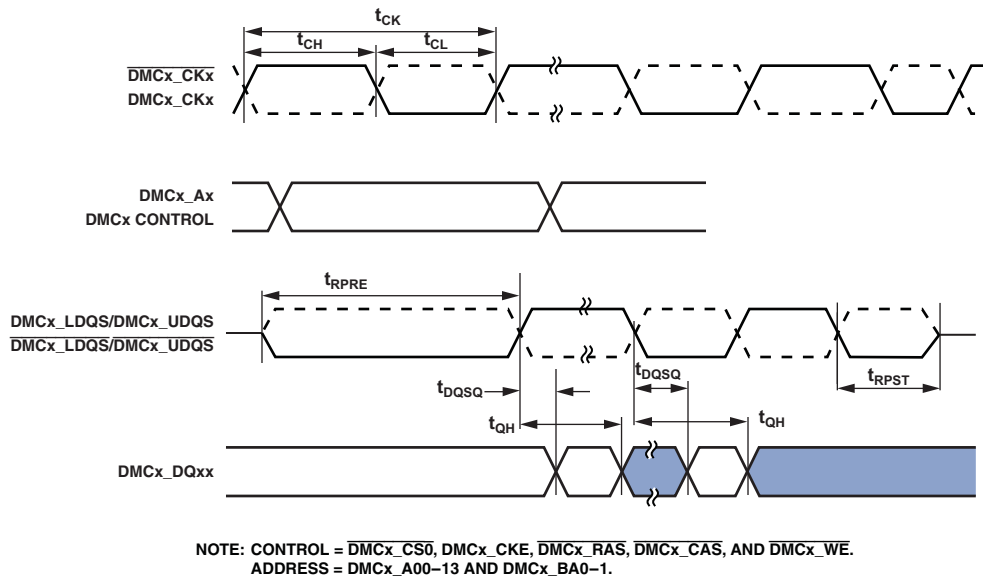 tCK
tCH
tCL
DMCx_CKx
DMCx_CKx
DMCx_Ax
DMCx CONTROL
tRPRE
DMCx_LDQS/DMCx_UDQS
DMCx_LDQS/DMCx_UDQS
tDQSQ
tDQSQ
tRPST
tQH
tQH
DMCx_DQxx
NOTE: CONTROL = DMCx_CS0, DMCx_CKE, DMCx_RAS, DMCx_CAS, AND DMCx_WE.
ADDRESS = DMCx_A00–13 AND DMCx_BA0–1.